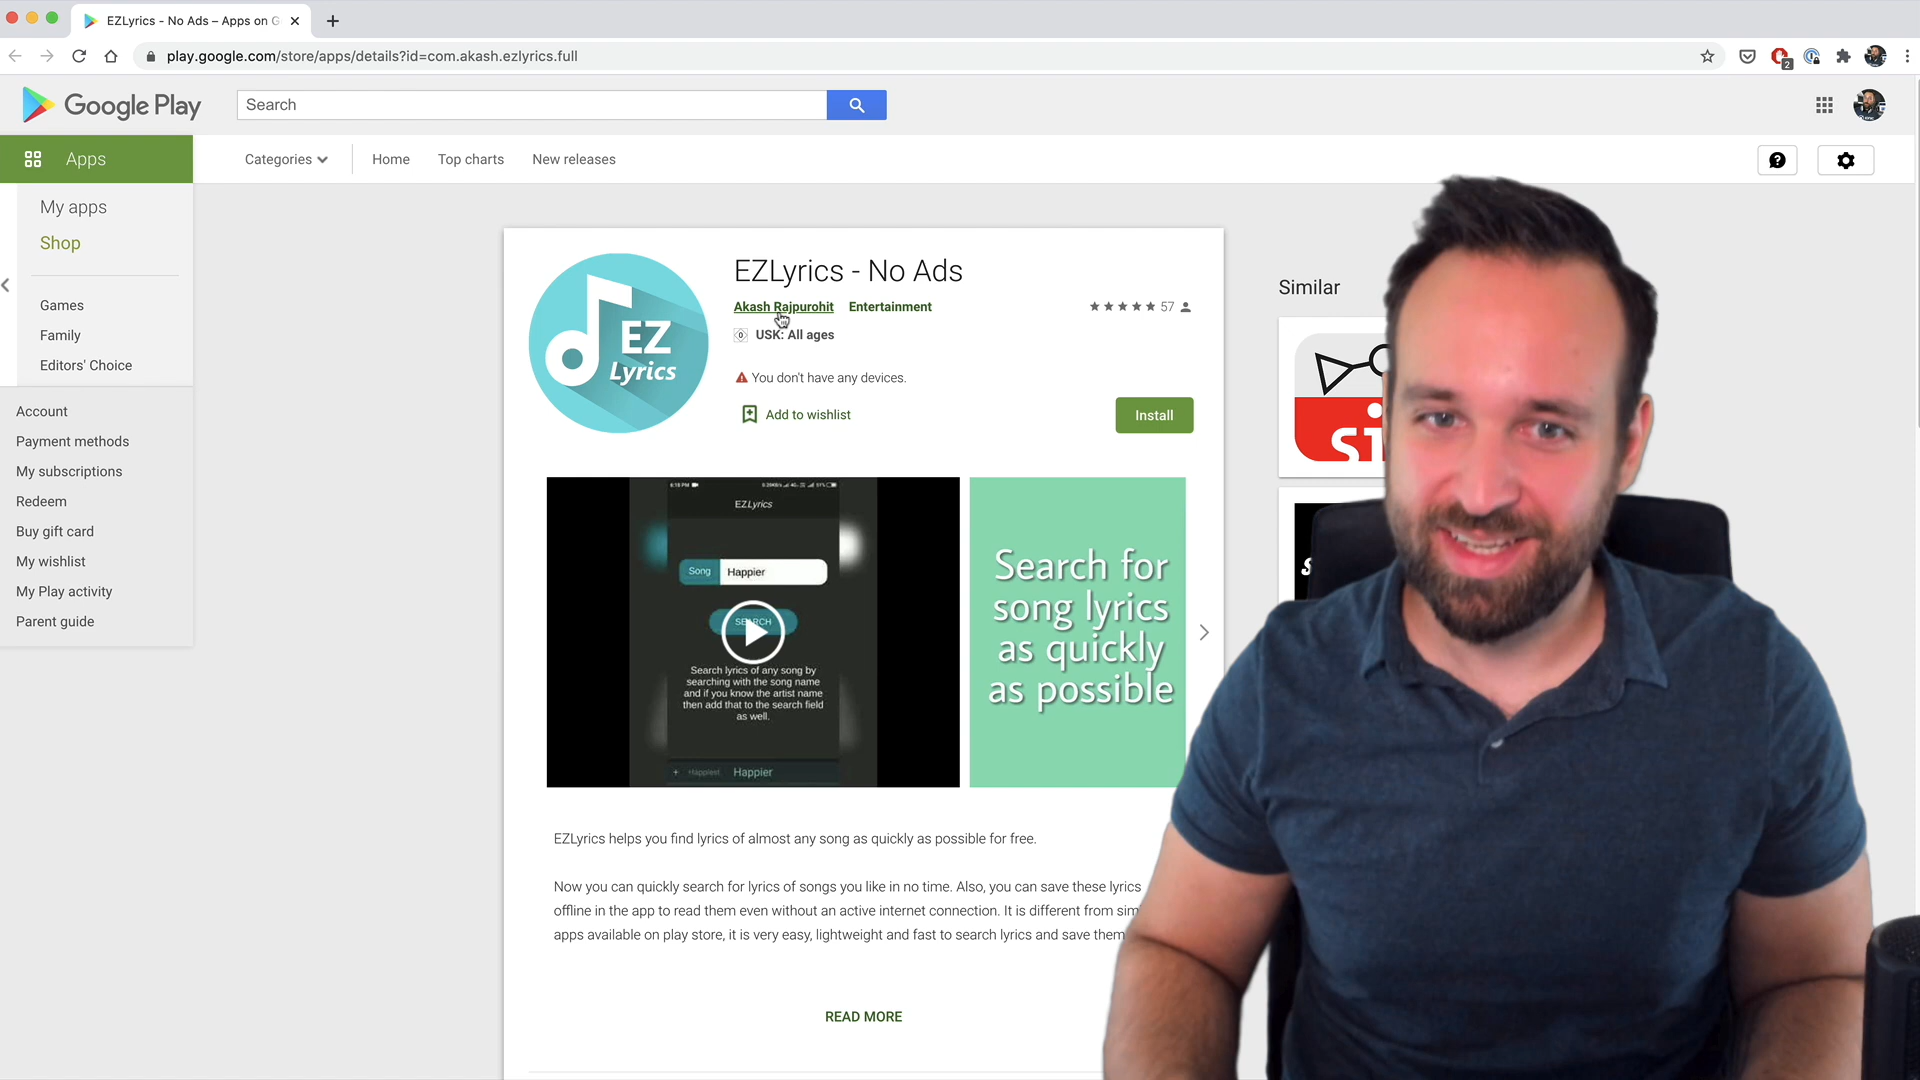 EZLyrics - No Ads – Apps on G
play.google.com/store/apps/details?id=com.akash.ezlyrics.full
2
Google Play
Search
Apps
Categories
Home
Top charts
New releases
My apps
Shop
Games
Family
Editors' Choice
Account
Payment methods
My subscriptions
Redeem
Buy gift card
My wishlist
My Play activity
Parent guide
EZ
Lyrics
EZLyrics - No Ads
Akash Rajpurohit
Entertainment
57
0
USK: All ages
You don't have any devices.
Add to wishlist
Install
EZLyrics
Song
Happier
SEARCH
Search lyrics of any song by
searching with the song name
and if you know the artist name
then add that to the search field
as well.
Happier
Search for
song lyrics
as quickly
as possible
EZLyrics helps you find lyrics of almost any song as quickly as possible for free.
Now you can quickly search for lyrics of songs you like in no time. Also, you can save these lyrics
offline in the app to read them even without an active internet connection. It is different from sim
apps available on play store, it is very easy, lightweight and fast to search lyrics and save them
READ MORE
Similar
si